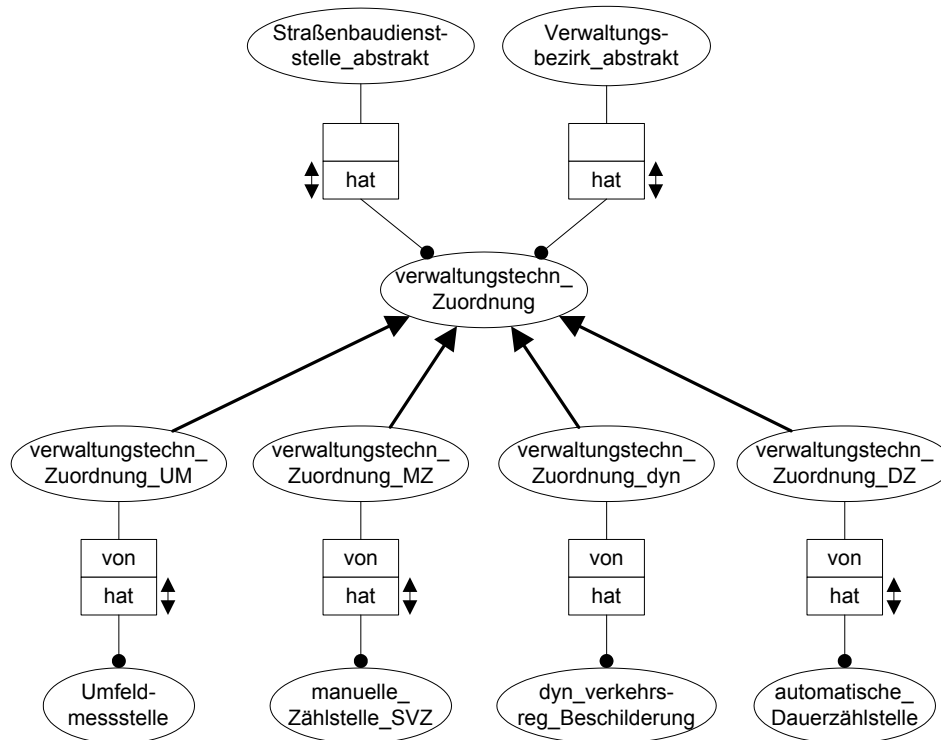 Straßenbaudienst-
stelle_abstrakt
Verwaltungs-
bezirk_abstrakt
hat
hat
verwaltungstechn_
Zuordnung
verwaltungstechn_
Zuordnung_UM
verwaltungstechn_
Zuordnung_MZ
verwaltungstechn_
Zuordnung_dyn
verwaltungstechn_
Zuordnung_DZ
von
von
von
von
hat
hat
hat
hat
Umfeld-
messstelle
manuelle_
Zählstelle_SVZ
dyn_verkehrs-
reg_Beschilderung
automatische_
Dauerzählstelle